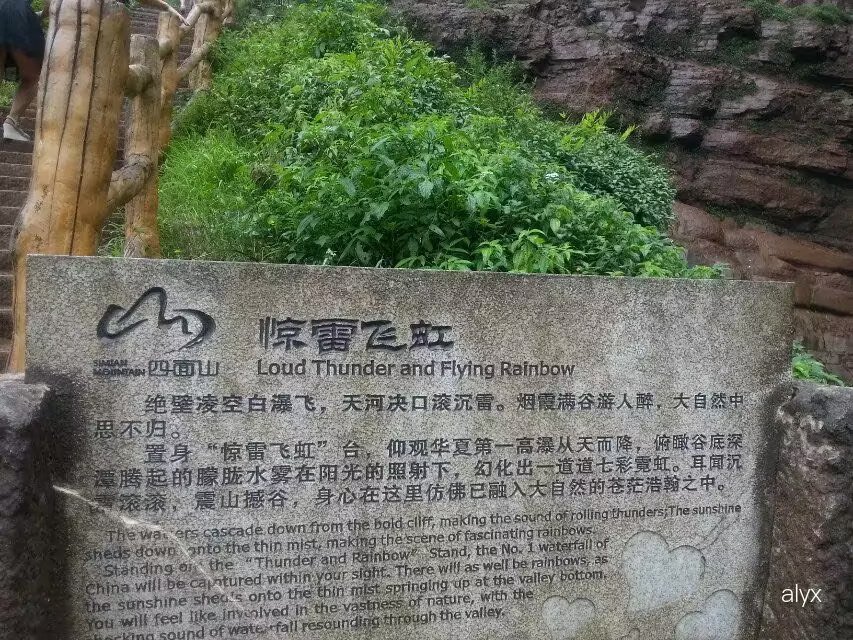 SIMIAN
MOUNTAIN 四面山
惊雷飞虹
Loud Thunder and Flying Rainbow
绝壁凌空白瀑飞，天河决口滚沉雷。烟霞满谷游人醉，大自然中
思不归。
置身“惊雷飞虹”台，仰观华夏第一高瀑从天而降，俯瞰谷底深
潭腾起的朦胧水雾在阳光的照射下，幻化出一道道七彩霓虹。耳闻沉
滚滚，震山撼谷，身心在这里仿佛已融入大自然的苍茫浩瀚之中。
The waters cascade down from the bold cliff, making the sound of rolling thunders;The sunshine
sheds down onto the thin mist, making the scene of fascinating rainbows
Standing on the "Thunder and Rainbow" Stand, the No. 1 waterfall of
China will be captured within your sight. There will as well be rainbows, as
the sunshine sheds onto the thin mist springing up at the valley bottom.
You will feel like involved in the vastness of nature, with the
sound of waterfall resounding through the valley.
alyx